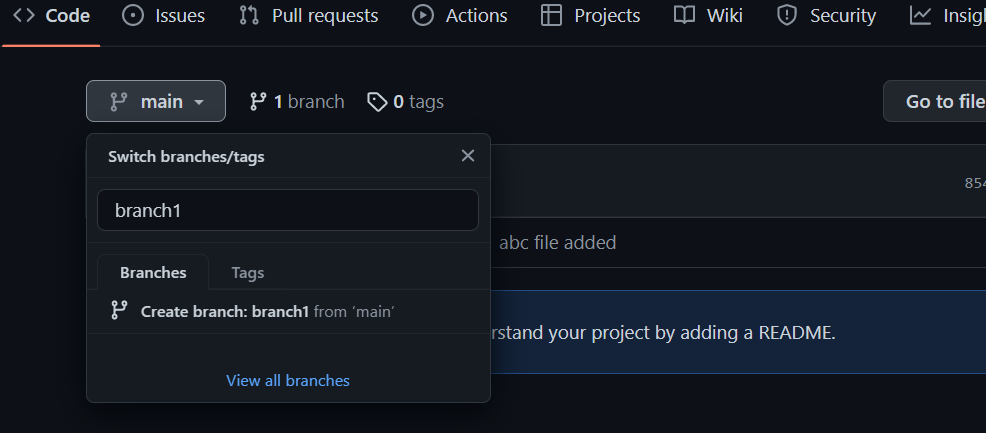 Code Issues Pull requests Actions Projects Wiki Security
main 1 branch 0 tags Go to file
Switch branches/tags
854
branch1
abc file added
Branches Tags
Create branch: branch1 from ‘main’
rstand your project by adding a README.
View all branches